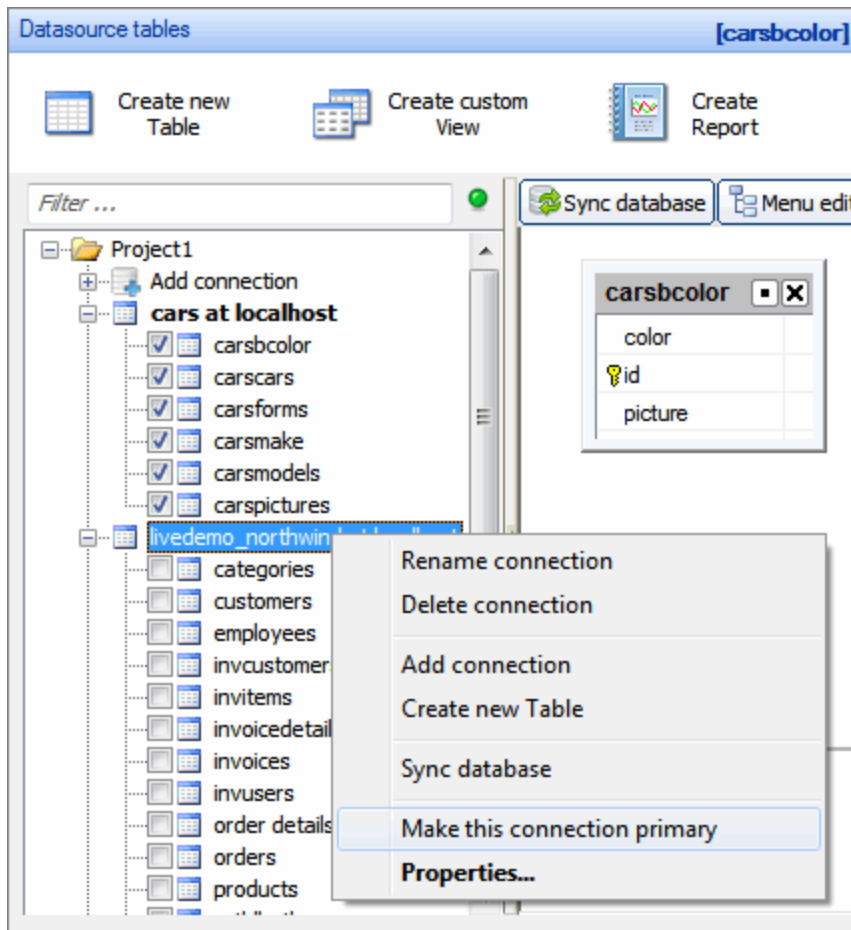 Datasource tables [carsbcolor]
Create new
Table
Create custom
View
Create
Report
Filter ...
Sync database
Menu edit
Project1
Add connection
cars at localhost
carsbcolor
carscars
carsforms
carsmake
carsmodels
carspictures
livedemo_northwin
categories
customers
employees
invcustomer
invitems
invoicedetail
invoices
invusers
order details
orders
products
carsbcolor
color
id
picture
Rename connection
Delete connection
Add connection
Create new Table
Sync database
Make this connection primary
Properties...